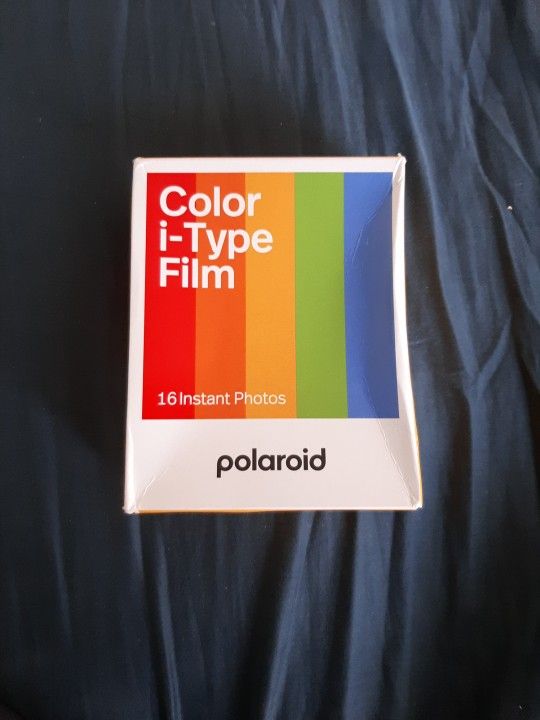 Color
i-Type
Film
16 Instant Photos
polaroid